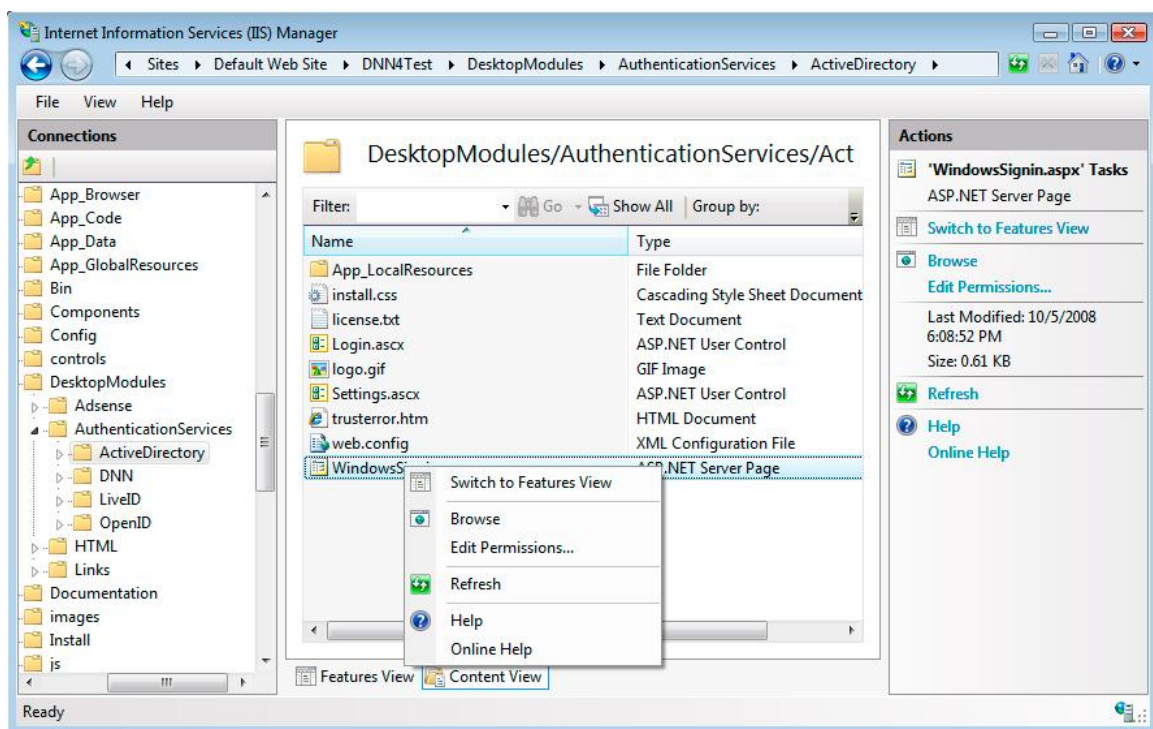 Internet Information Services (IIS) Manager
Sites Default Web Site DNN4Test DesktopModules AuthenticationServices ActiveDirectory
File View Help
Connections
App_Browser
App_Code
App_Data
App_GlobalResources
Bin
Components
Config
controls
DesktopModules
Adsense
AuthenticationServices
ActiveDirectory
DNN
LiveID
OpenID
HTML
Links
Documentation
images
Install
js
DesktopModules/AuthenticationServices/Act
Filter: Go Show All Group by:
Name Type
App_LocalResources File Folder
install.css Cascading Style Sheet Document
license.txt Text Document
Login.ascx ASP.NET User Control
logo.gif GIF Image
Settings.ascx ASP.NET User Control
trusterror.htm HTML Document
web.config XML Configuration File
ASP.NET Server Page
Switch to Features View
Browse
Edit Permissions...
Refresh
Help
Online Help
Features View Content View
Actions
'WindowsSignin.aspx' Tasks
ASP.NET Server Page
Switch to Features View
Browse
Edit Permissions...
Last Modified: 10/5/2008
6:08:52 PM
Size: 0.61 KB
Refresh
Help
Online Help
Ready